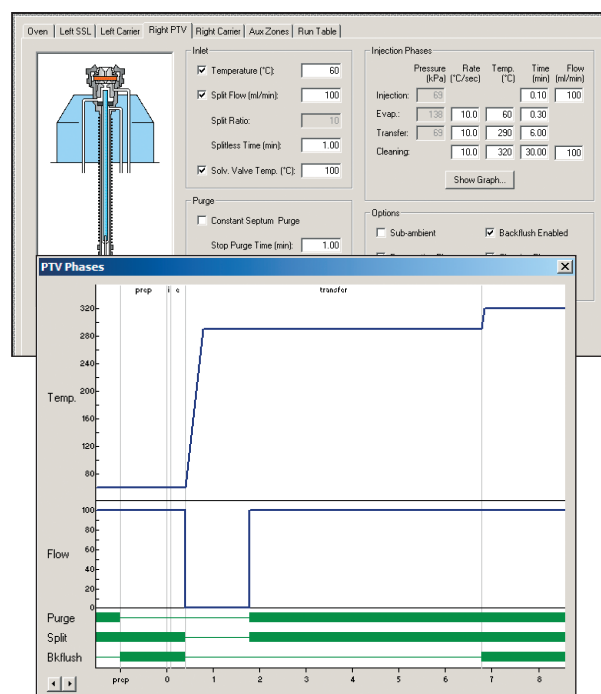 Oven Left SSL Left Carrier Right PTV Right Carrier Aux Zones Run Table
Inlet
Temperature (°C): 60
Split Flow (ml/min): 100
Split Ratio: 10
Splitless Time (min): 1.00
Solv. Valve Temp. (°C): 100
Purge
Constant Septum Purge
Stop Purge Time (min): 1.00
Injection Phases
Pressure Rate Temp. Time Flow
(kPa) (°C/sec) (°C) (min) (ml/min)
Injection: 69 0.10 100
Evap.: 138 10.0 60 0.30
Transfer: 69 10.0 290 6.00
Cleaning: 10.0 320 30.00 100
Show Graph...
Options
Sub-ambient Backflush Enabled
PTV Phases
prep i e transfer
320
280
240
Temp. 200
160
120
80
100
80
Flow 60
40
20
0
Purge
Split
Bkflush
prep 0 1 2 3 4 5 6 7 8